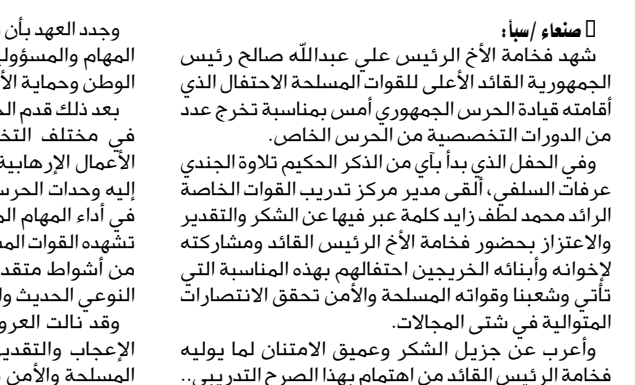 صنعاء /سبأ:
شهد فخامة الأخ الرئيس علي عبدالله صالح رئيس
الجمهورية القائد الأعلى للقوات المسلحة الاحتفال الذي
أقامته قيادة الحرس الجمهوري أمس بمناسبة تخرج عدد
من الدورات التخصصية من الحرس الخاص.
وفي الحفل الذي بدأ بآي من الذكر الحكيم تلاوة الجندي
عرفات السلفي، ألقى مدير مركز تدريب القوات الخاصة
الرائد محمد لطف زايد كلمة عبر فيها عن الشكر والتقدير
والاعتزاز بحضور فخامة الأخ الرئيس القائد ومشاركته
لإخوانه وأبنائه الخريجين احتفالهم بهذه المناسبة التي
تأتي وشعبنا وقواته المسلحة والأمن تحقق الانتصارات
المتوالية في شتى المجالات.
وأعرب عن جزيل الشكر وعميق الامتنان لما يوليه
فخامة الرئيس القائد من اهتمام بهذا الصرح التدريبي..
وجدد العهد بأن
المهام والمسؤولي
الوطن وحماية الأ
بعد ذلك قدم الخ
في مختلف التخ
الأعمال الإرهابية
إليه وحدات الحرس
في أداء المهام الم
تشهده القوات المس
من أشواط متقد
النوعي الحديث وا
وقد نالت العرو
الإعجاب والتقدير
المسلحة والأمن